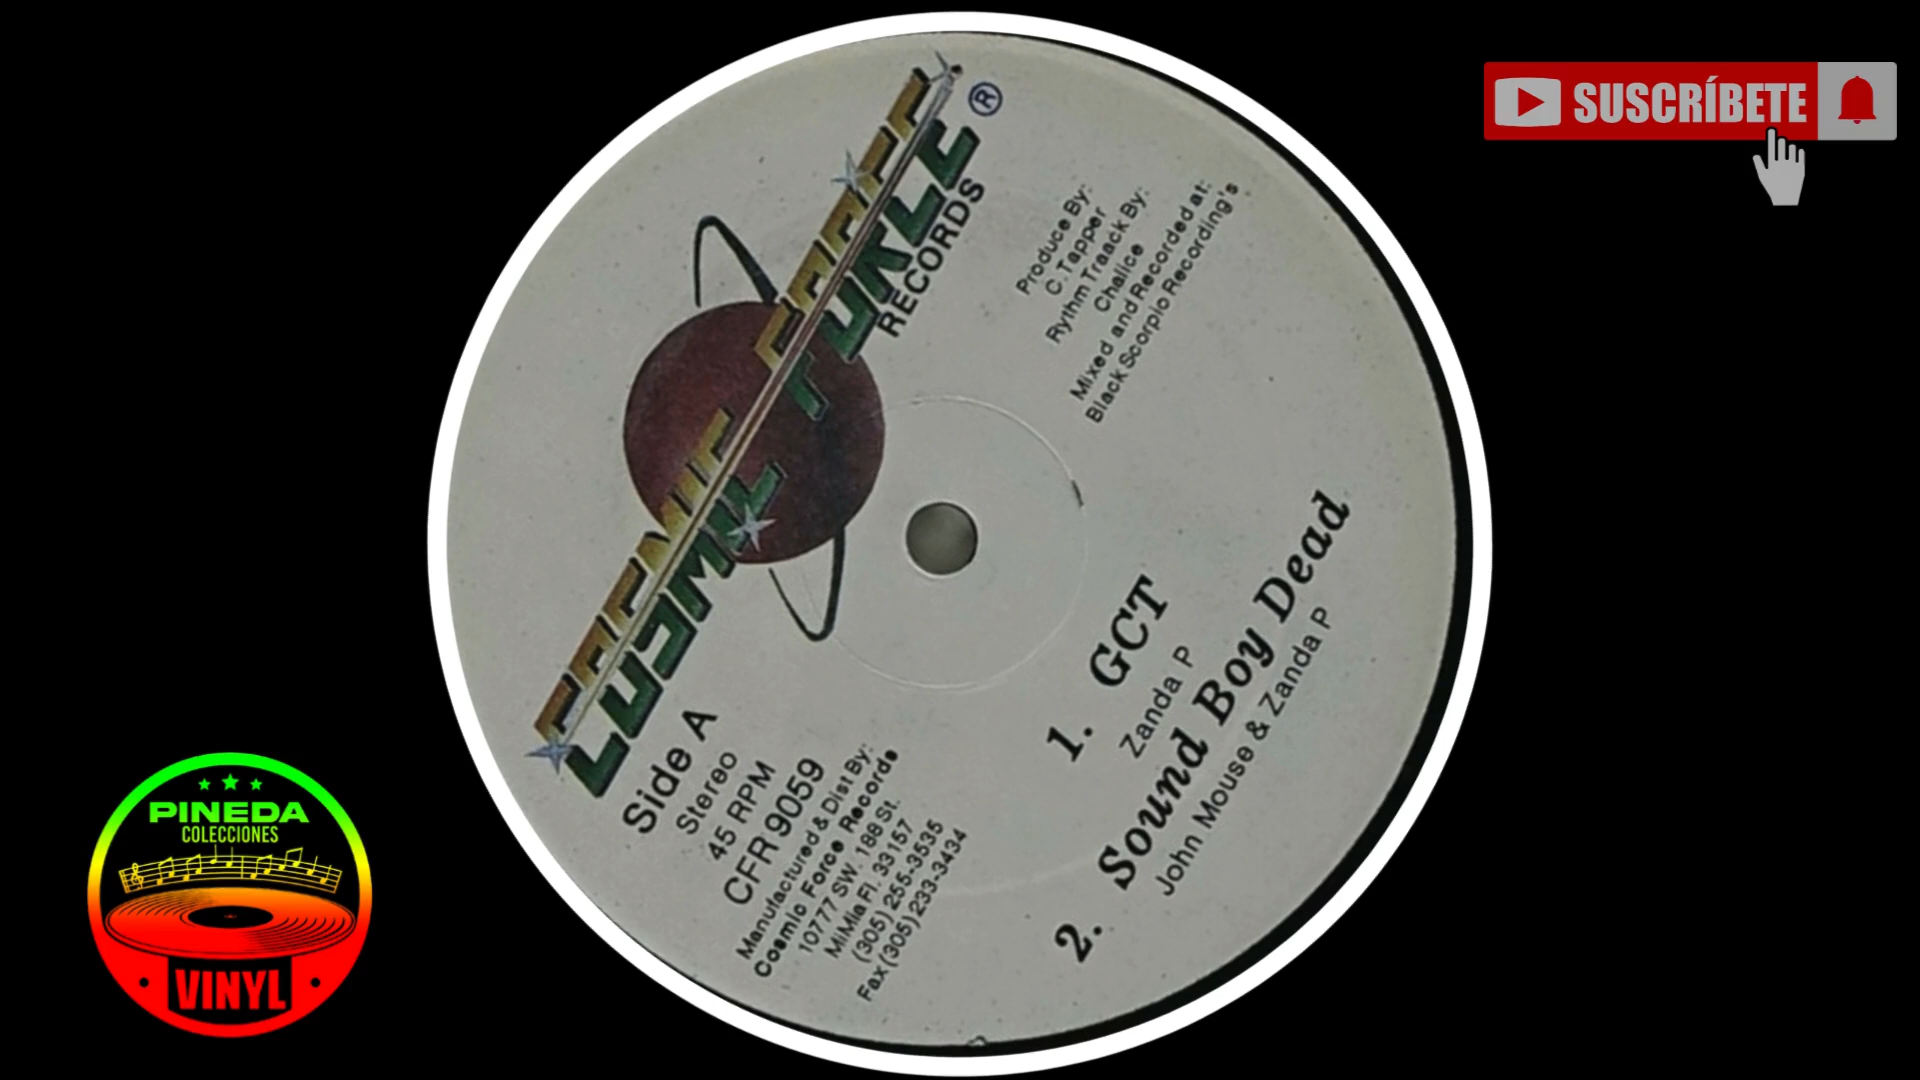 COSMIC FORCE ®
RECORDS
Produce By:
C. Tapper
Rythm Traack By:
Chalice
Mixed and Recorded at:
Black Scorpio Recording's
Side A
Stereo
45 RPM
CFR 9059
Manufactured & Dist By:
Cosmic Force Records
10777 SW. 188 St.
MiMia Fl. 33157
(305) 255-3535
Fax (305) 233-3434
1. GCT
Zanda P
2. Sound Boy Dead
John Mouse & Zanda P
SUSCRÍBETE
PINEDA
COLECCIONES
VINYL